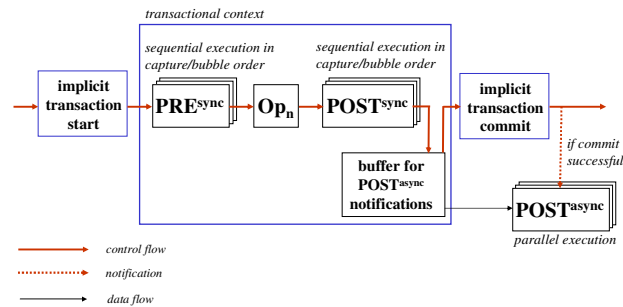 transactional context
sequential execution in
capture/bubble order
sequential execution in
capture/bubble order
implicit
transaction
start
PREsync
Opn
POSTsync
implicit
transaction
commit
if commit
successful
buffer for
POSTasync
notifications
POSTasync
parallel execution
control flow
notification
data flow